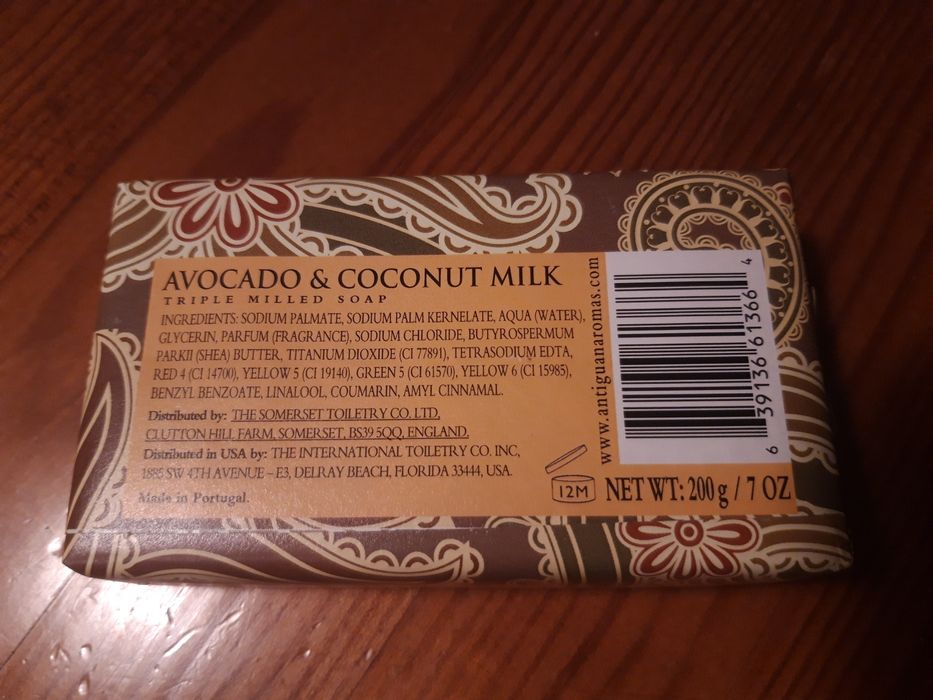 AVOCADO & COCONUT MILK
TRIPLE MILLED SOAP
INGREDIENTS: SODIUM PALMATE, SODIUM PALM KERNELATE, AQUA (WATER),
GLYCERIN, PARFUM (FRAGRANCE), SODIUM CHLORIDE, BUTYROSPERMUM
PARKII (SHEA) BUTTER, TITANIUM DIOXIDE (CI 77891), TETRASODIUM EDTA,
RED 4 (CI 14700), YELLOW 5 (CI 19140), GREEN 5 (CI 61570), YELLOW 6 (CI 15985),
BENZYL BENZOATE, LINALOOL, COUMARIN, AMYL CINNAMAL.
Distributed by: THE SOMERSET TOILETRY CO. LTD,
CLUTTON HILL FARM, SOMERSET, BS39 5QQ, ENGLAND.
Distributed in USA by: THE INTERNATIONAL TOILETRY CO. INC,
1885 SW 4TH AVENUE – E3, DELRAY BEACH, FLORIDA 33444, USA.
Made in Portugal.
www.antiguanaromas.com
6 39136 61366 4
12M
NET WT: 200 g / 7 OZ